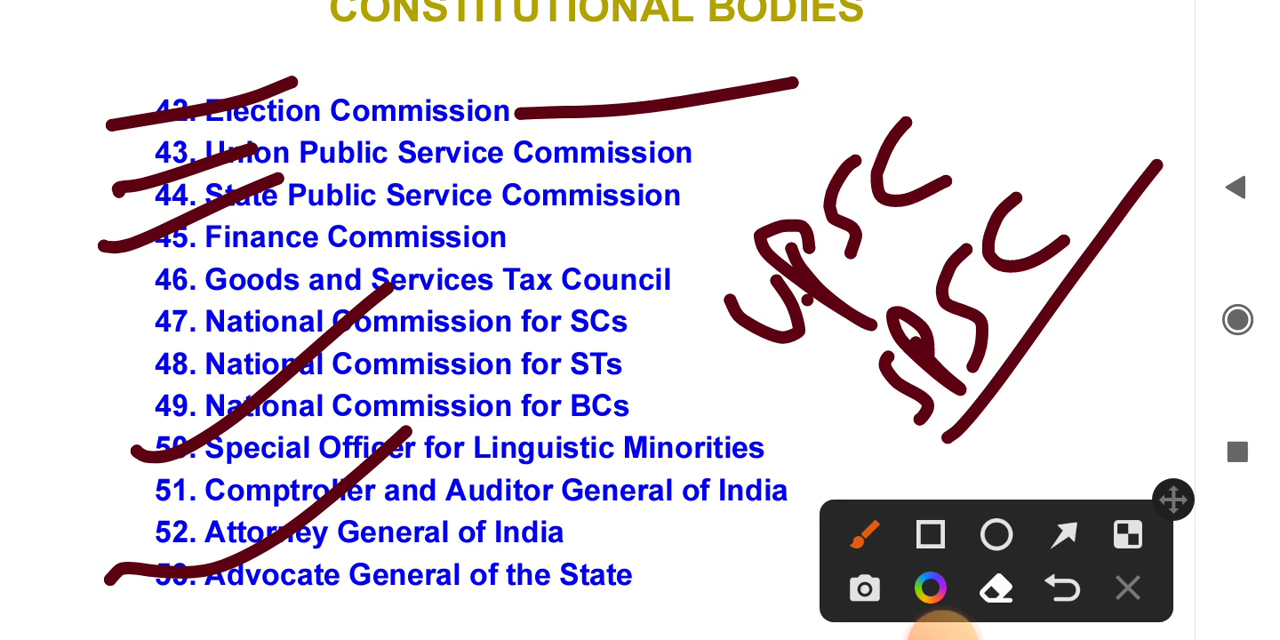 CONSTITUTIONAL BODIES
42. Election Commission
43. Union Public Service Commission
44. State Public Service Commission
45. Finance Commission
46. Goods and Services Tax Council
47. National Commission for SCs
48. National Commission for STs
49. National Commission for BCs
50. Special Officer for Linguistic Minorities
51. Comptroller and Auditor General of India
52. Attorney General of India
53. Advocate General of the State
UPSC
SPSC